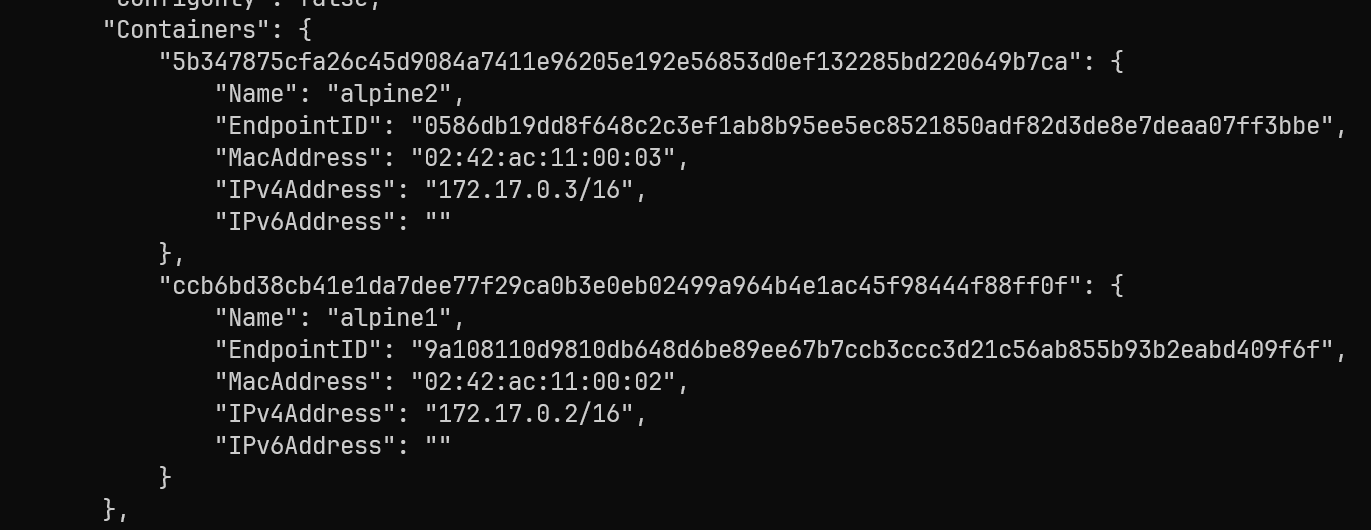 "ConfigOnly": false,
"Containers": {
"5b347875cfa26c45d9084a7411e96205e192e56853d0ef132285bd220649b7ca": {
"Name": "alpine2",
"EndpointID": "0586db19dd8f648c2c3ef1ab8b95ee5ec8521850adf82d3de8e7deaa07ff3bbe",
"MacAddress": "02:42:ac:11:00:03",
"IPv4Address": "172.17.0.3/16",
"IPv6Address": ""
},
"ccb6bd38cb41e1da7dee77f29ca0b3e0eb02499a964b4e1ac45f98444f88ff0f": {
"Name": "alpine1",
"EndpointID": "9a108110d9810db648d6be89ee67b7ccb3ccc3d21c56ab855b93b2eabd409f6f",
"MacAddress": "02:42:ac:11:00:02",
"IPv4Address": "172.17.0.2/16",
"IPv6Address": ""
}
},